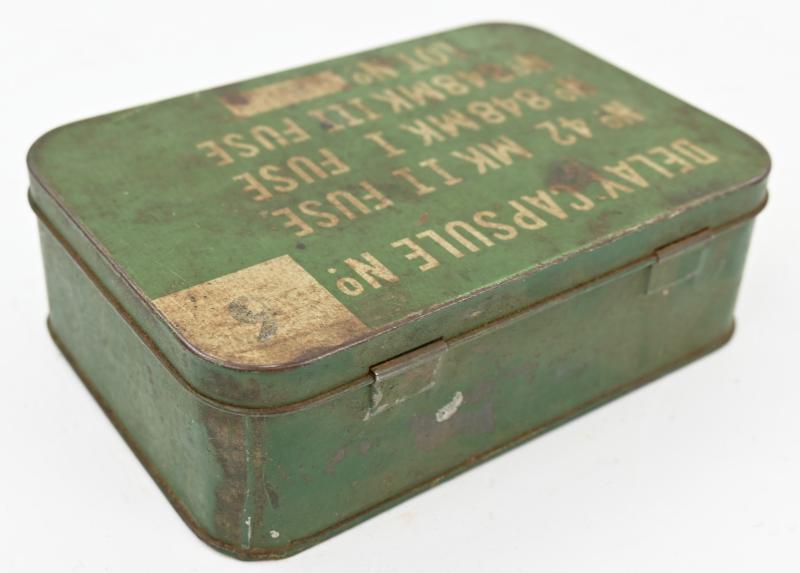 DELAY CAPSULE Nº.
Nº 42 MK II FUSE.
Nº 848 MK I FUSE
Nº 848 MK III FUSE
LOT Nº